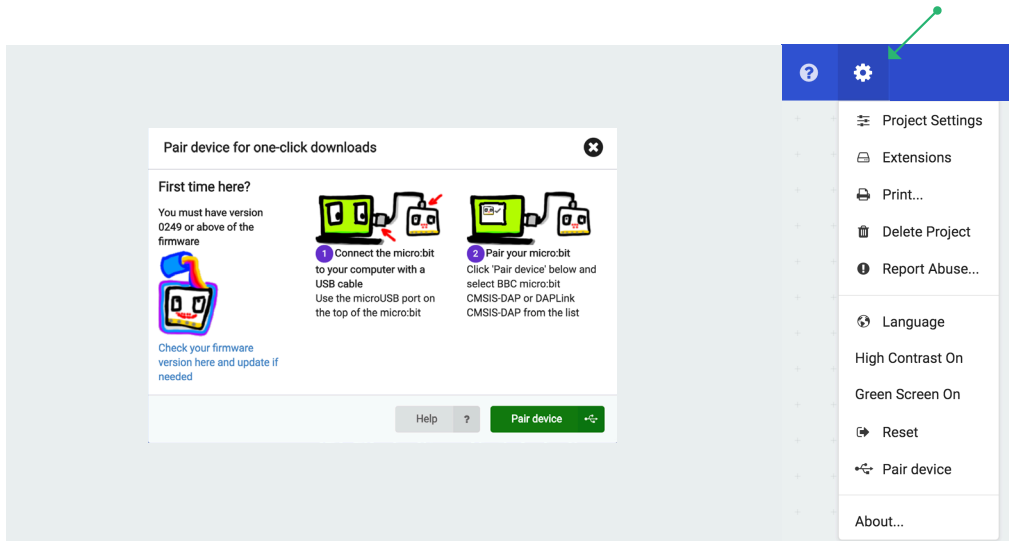 Pair device for one-click downloads
First time here?
You must have version
0249 or above of the
firmware
Check your firmware
version here and update if
needed
1 Connect the micro:bit
to your computer with a
USB cable
Use the microUSB port on
the top of the micro:bit
2 Pair your micro:bit
Click 'Pair device' below and
select BBC micro:bit
CMSIS-DAP or DAPLink
CMSIS-DAP from the list
Help ?
Pair device
?
Project Settings
Extensions
Print...
Delete Project
Report Abuse...
Language
High Contrast On
Green Screen On
Reset
Pair device
About...